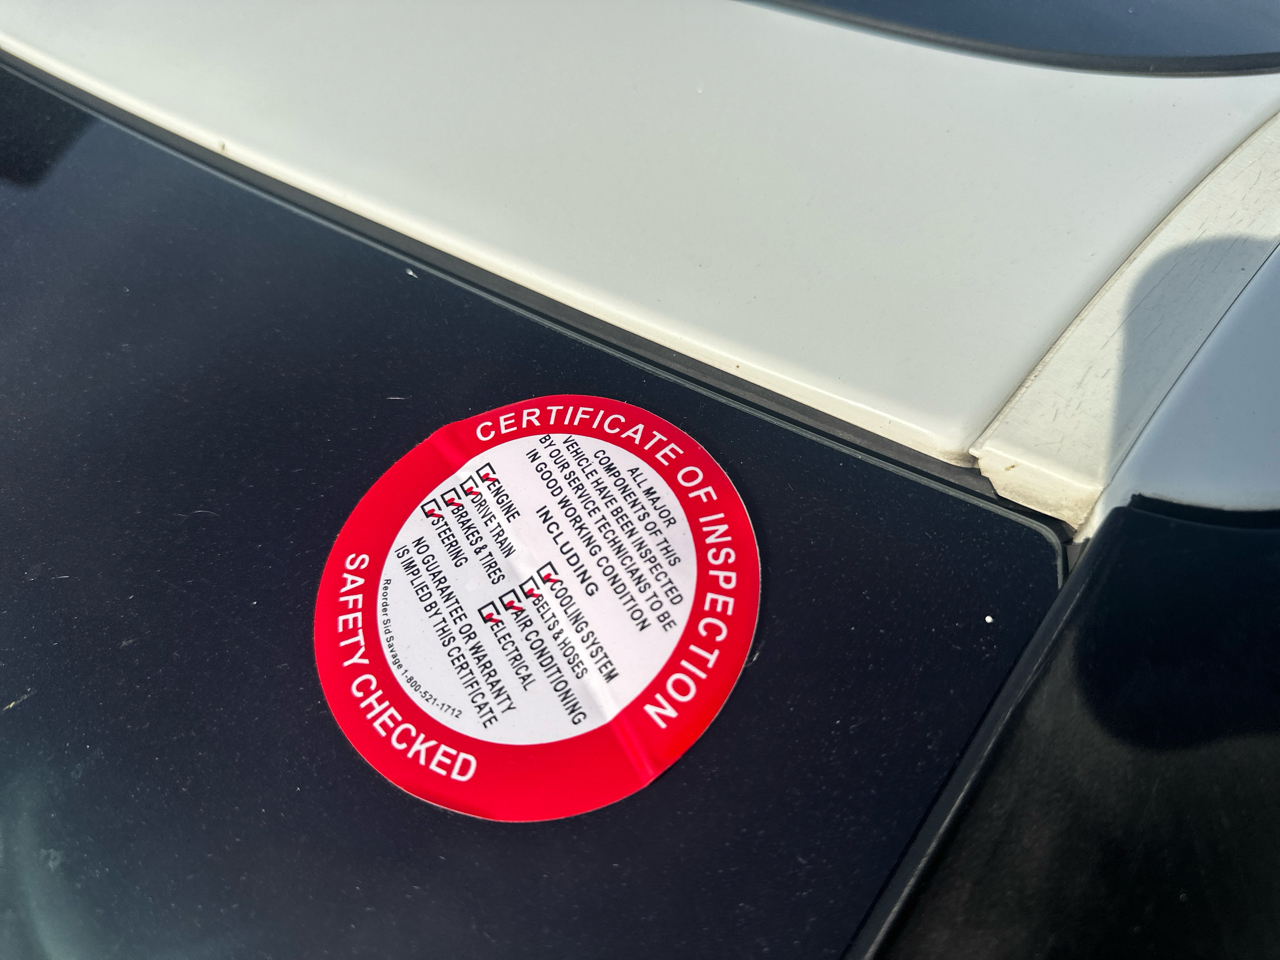 CERTIFICATE OF INSPECTION
ALL MAJOR
COMPONENTS OF THIS
VEHICLE HAVE BEEN INSPECTED
BY OUR SERVICE TECHNICIANS TO BE
IN GOOD WORKING CONDITION
INCLUDING
ENGINE
DRIVE TRAIN
BRAKES & TIRES
STEERING
COOLING SYSTEM
BELTS & HOSES
AIR CONDITIONING
ELECTRICAL
NO GUARANTEE OR WARRANTY
IS IMPLIED BY THIS CERTIFICATE
Reorder Sid Savage 1-800-521-1712
SAFETY CHECKED